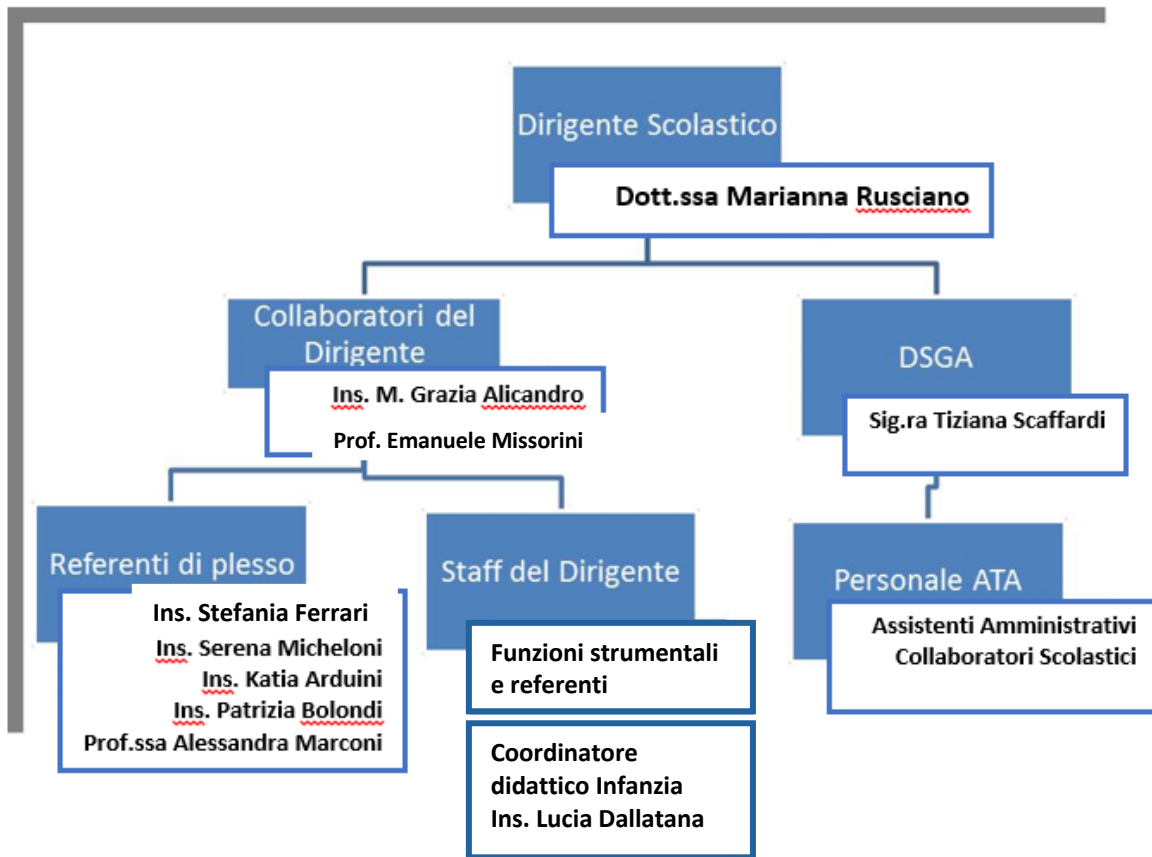 Dirigente Scolastico
Dott.ssa Marianna Rusciano
Collaboratori del
Dirigente
Ins. M. Grazia Alicandro
Prof. Emanuele Missorini
DSGA
Sig.ra Tiziana Scaffardi
Referenti di plesso
Ins. Stefania Ferrari
Ins. Serena Micheloni
Ins. Katia Arduini
Ins. Patrizia Bolondi
Prof.ssa Alessandra Marconi
Staff del Dirigente
Funzioni strumentali
e referenti
Coordinatore
didattico Infanzia
Ins. Lucia Dallatana
Personale ATA
Assistenti Amministrativi
Collaboratori Scolastici